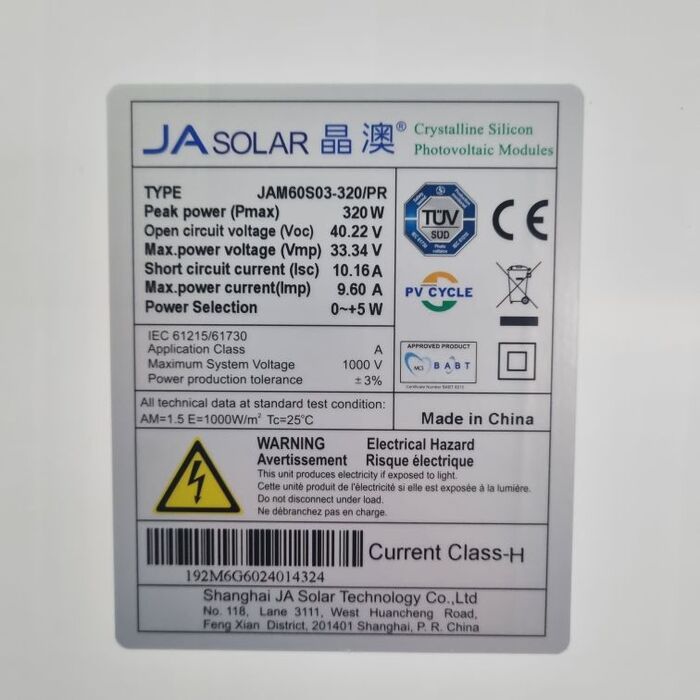 JA SOLAR 晶澳® Crystalline Silicon
Photovoltaic Modules
TYPE JAM60S03-320/PR
Peak power (Pmax) 320 W
Open circuit voltage (Voc) 40.22 V
Max.power voltage (Vmp) 33.34 V
Short circuit current (Isc) 10.16 A
Max.power current(Imp) 9.60 A
Power Selection 0~+5 W
TÜV
SÜD
CE
PV CYCLE
IEC 61215/61730
Application Class A
Maximum System Voltage 1000 V
Power production tolerance ±3%
APPROVED PRODUCT
MCS BABT
All technical data at standard test condition:
AM=1.5 E=1000W/m² Tc=25°C
Made in China
WARNING Electrical Hazard
Avertissement Risque électrique
This unit produces electricity if exposed to light.
Cette unité produit de l'électricité si elle est exposée à la lumière.
Do not disconnect under load.
Ne débranchez pas en charge.
192M6G6024014324
Current Class-H
Shanghai JA Solar Technology Co.,Ltd
No. 118, Lane 3111, West Huancheng Road,
Feng Xian District, 201401 Shanghai, P. R. China